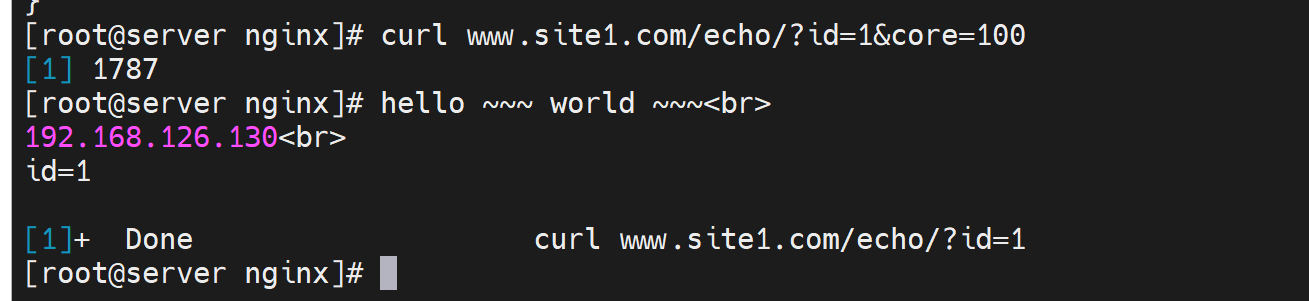 }
[root@server nginx]# curl www.site1.com/echo/?id=1&core=100
[1] 1787
[root@server nginx]# hello ~~~ world ~~~<br>
192.168.126.130<br>
id=1
[1]+  Done                    curl www.site1.com/echo/?id=1
[root@server nginx]#